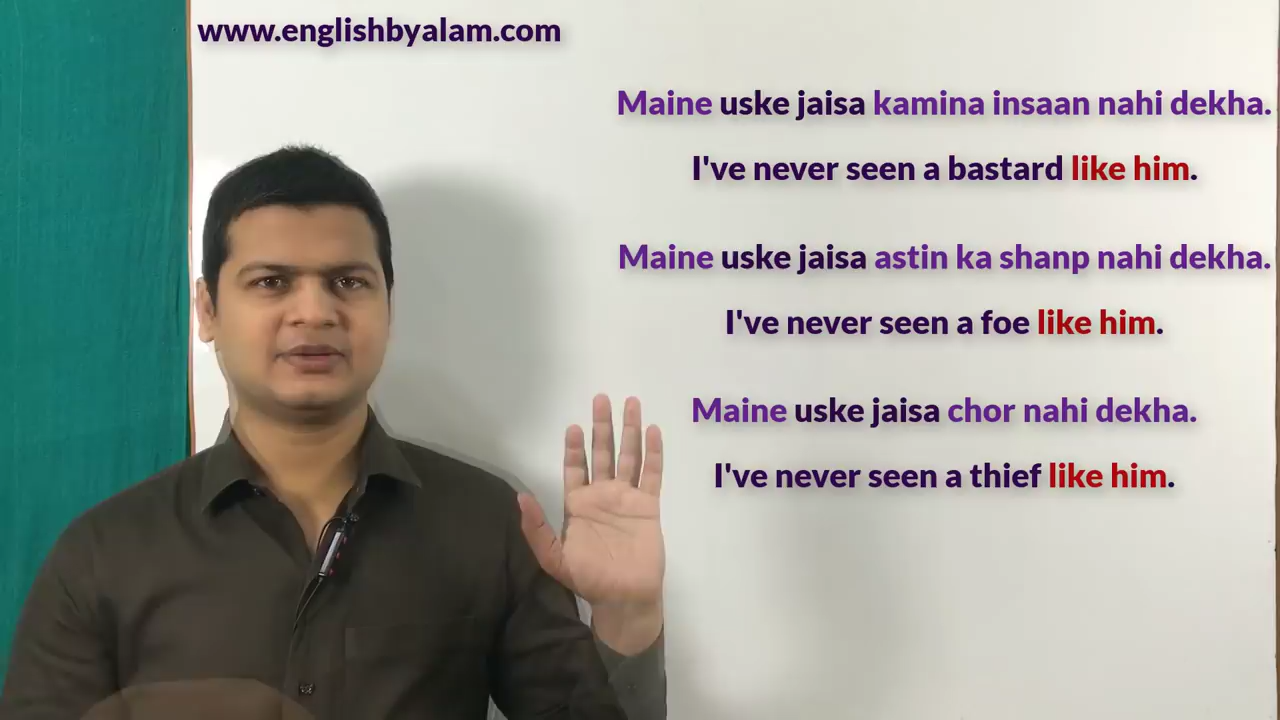 www.englishbyalam.com
Maine uske jaisa kamina insaan nahi dekha.
I've never seen a bastard like him.
Maine uske jaisa astin ka shanp nahi dekha.
I've never seen a foe like him.
Maine uske jaisa chor nahi dekha.
I've never seen a thief like him.